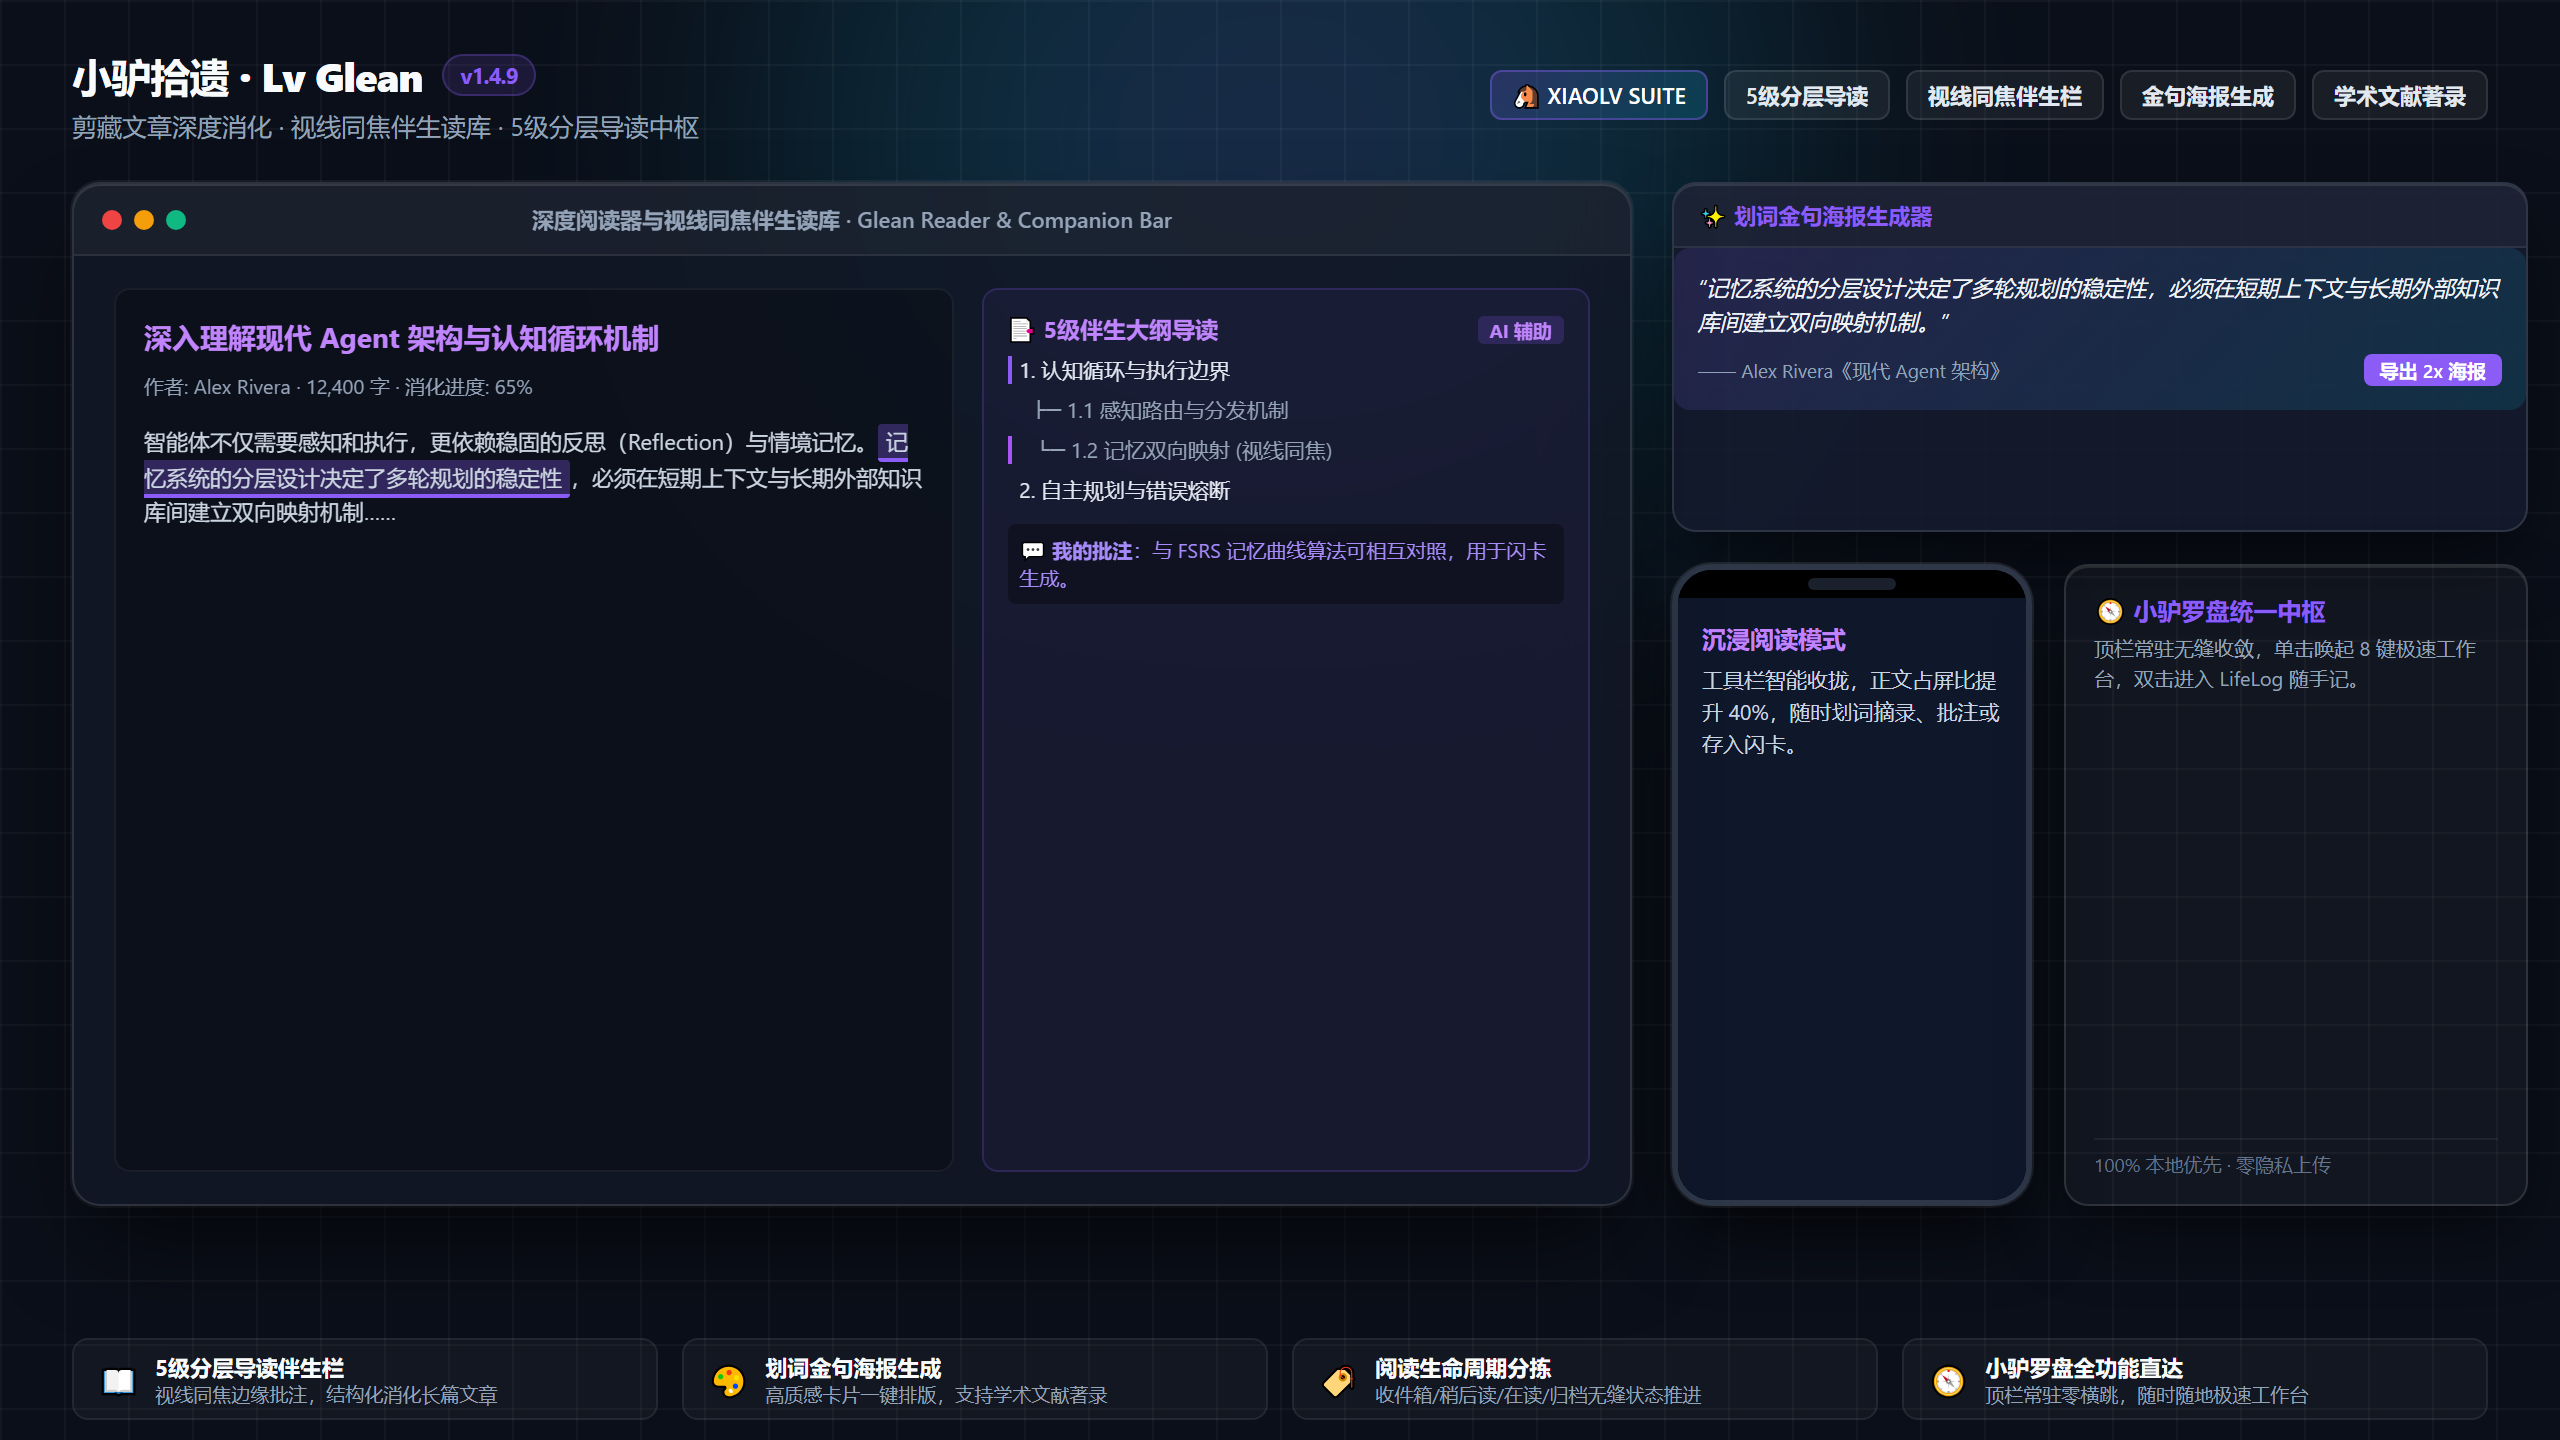 小驴拾遗 · Lv Glean v1.4.9
剪藏文章深度消化 · 视线同焦伴生读库 · 5级分层导读中枢
XIAOLV SUITE
5级分层导读
视线同焦伴生栏
金句海报生成
学术文献著录
深度阅读器与视线同焦伴生读库 · Glean Reader & Companion Bar
深入理解现代 Agent 架构与认知循环机制
作者: Alex Rivera · 12,400 字 · 消化进度: 65%
智能体不仅需要感知和执行，更依赖稳固的反思（Reflection）与情境记忆。记
忆系统的分层设计决定了多轮规划的稳定性，必须在短期上下文与长期外部知识
库间建立双向映射机制……
5级伴生大纲导读
AI 辅助
1. 认知循环与执行边界
├─ 1.1 感知路由与分发机制
└─ 1.2 记忆双向映射 (视线同焦)
2. 自主规划与错误熔断
我的批注：与 FSRS 记忆曲线算法可相互对照，用于闪卡
生成。
划词金句海报生成器
“记忆系统的分层设计决定了多轮规划的稳定性，必须在短期上下文与长期外部知识
库间建立双向映射机制。”
—— Alex Rivera《现代 Agent 架构》
导出 2x 海报
沉浸阅读模式
工具栏智能收拢，正文占屏比提
升 40%，随时划词摘录、批注或
存入闪卡。
小驴罗盘统一中枢
顶栏常驻无缝收敛，单击唤起 8 键极速工作
台，双击进入 LifeLog 随手记。
100% 本地优先 · 零隐私上传
5级分层导读伴生栏
视线同焦边缘批注，结构化消化长篇文章
划词金句海报生成
高质感卡片一键排版，支持学术文献著录
阅读生命周期分拣
收件箱/稍后读/在读/归档无缝状态推进
小驴罗盘全功能直达
顶栏常驻零横跳，随时随地极速工作台